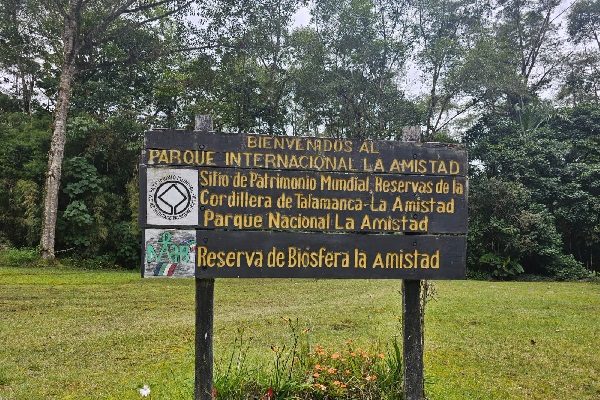 BIENVENIDOS AL
PARQUE INTERNACIONAL LA AMISTAD
Sitio de Patrimonio Mundial, Reservas de la
Cordillera de Talamanca-La Amistad
Parque Nacional La Amistad
Reserva de Biósfera la Amistad